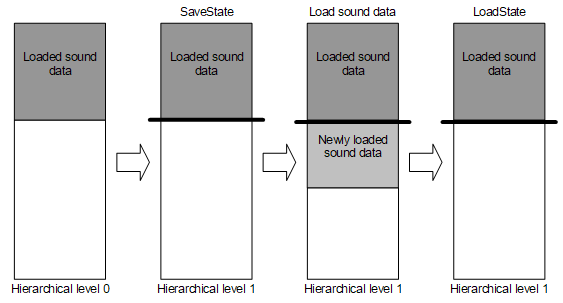 SaveState
Load sound data
LoadState
Loaded sound
data
Loaded sound
data
Loaded sound
data
Loaded sound
data
Newly loaded
sound data
Hierarchical level 0
Hierarchical level 1
Hierarchical level 1
Hierarchical level 1